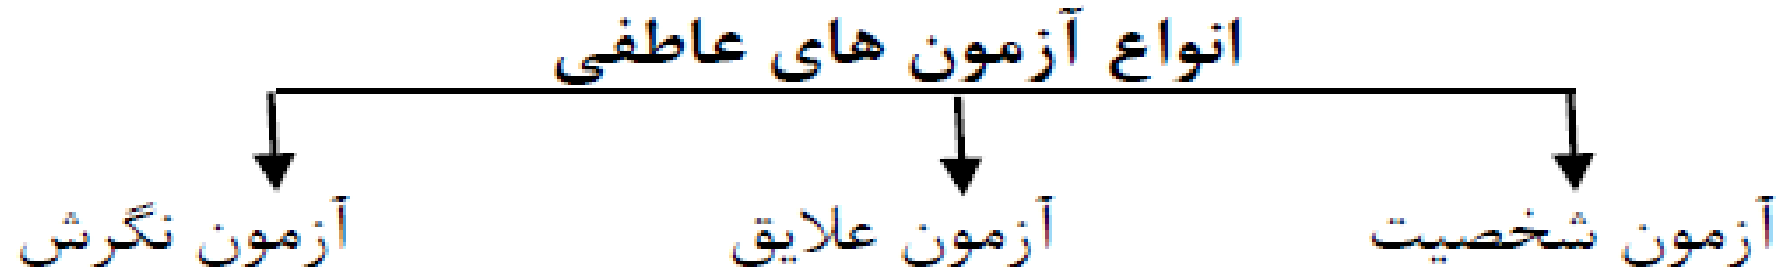 انواع آزمون های عاطفی
آزمون شخصیت
آزمون علایق
آزمون نگرش